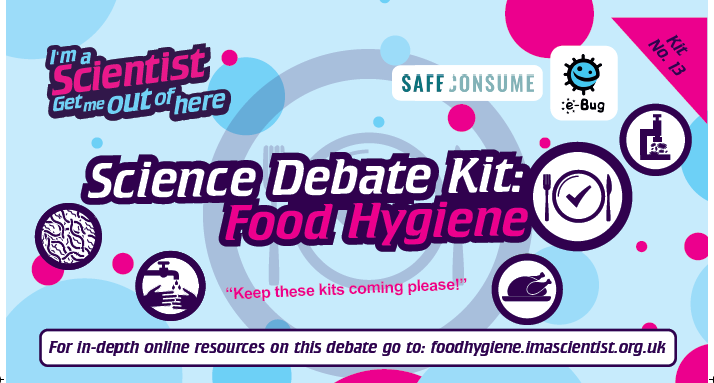 I'm a
Scientist
Get me out of here
SAFECONSUME
e-Bug
Kit
No. 13
Science Debate Kit:
Food Hygiene
“Keep these kits coming please!”
For in-depth online resources on this debate go to: foodhygiene.imascientist.org.uk